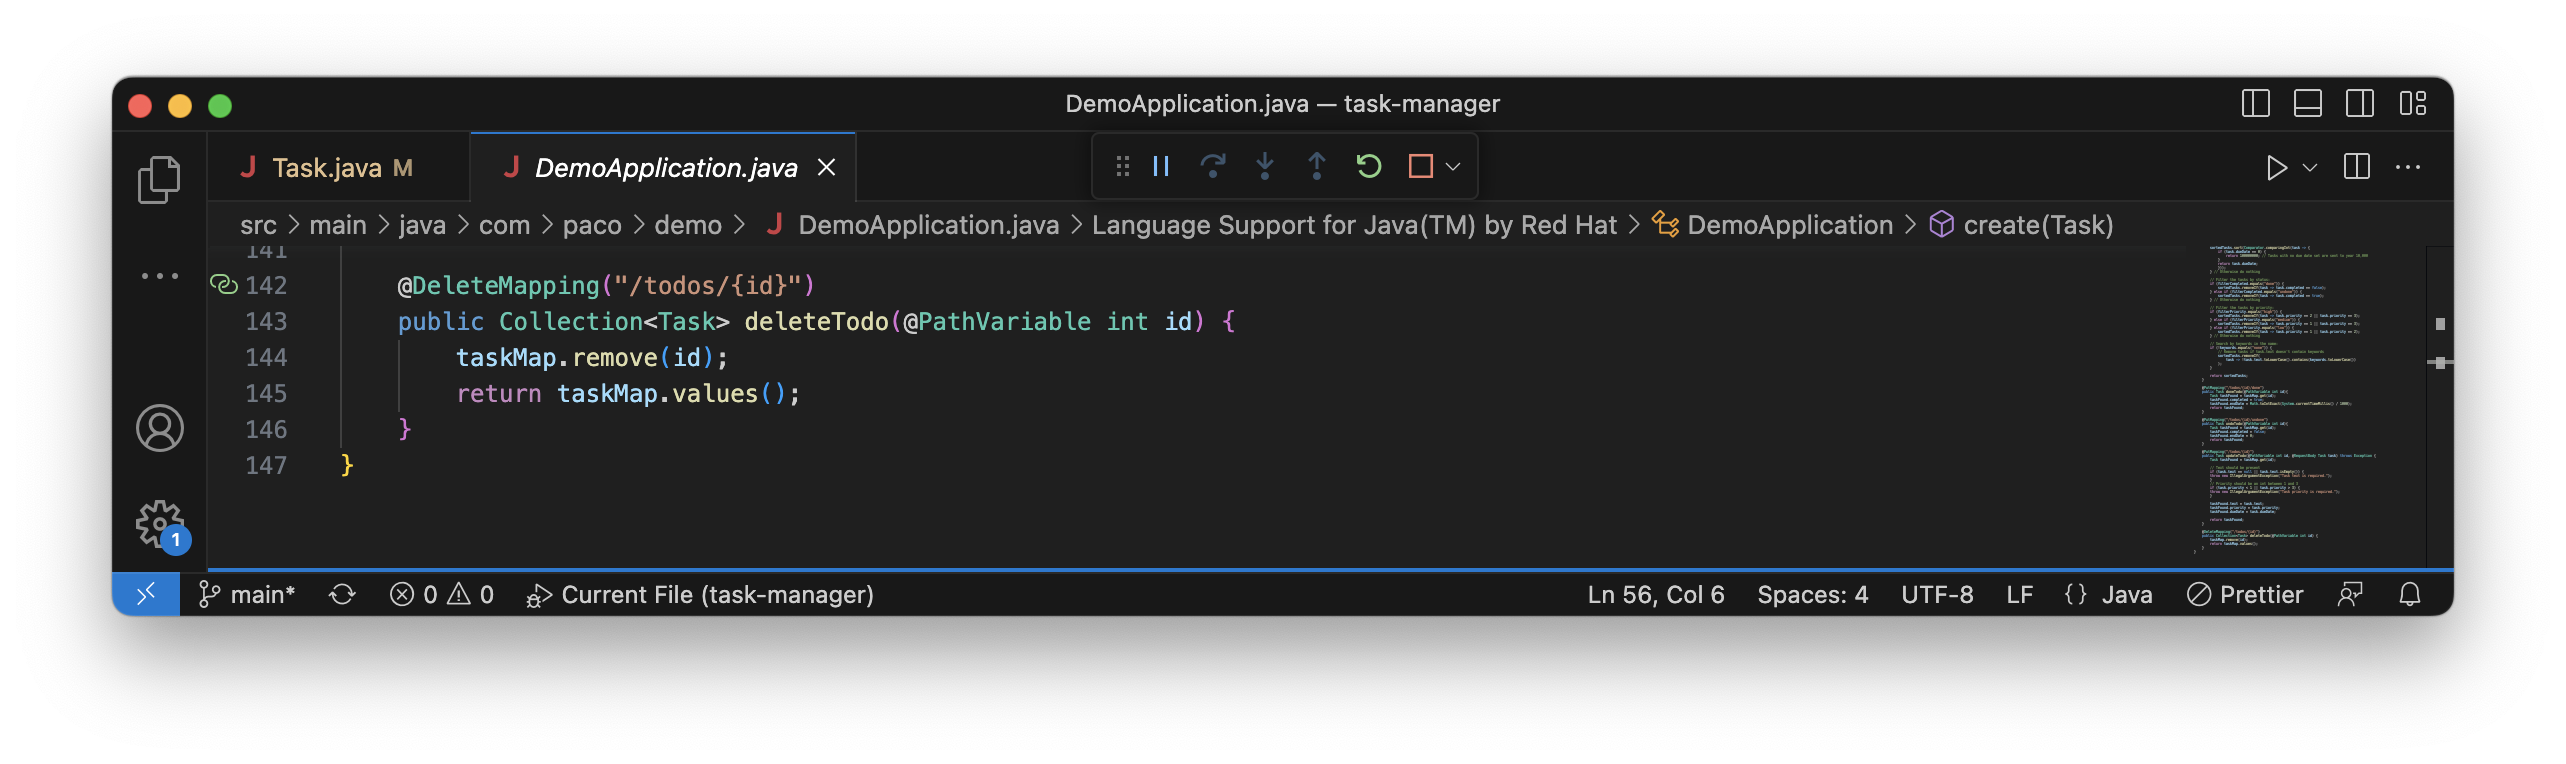 DemoApplication.java — task-manager
J Task.java M
J DemoApplication.java
src > main > java > com > paco > demo > J DemoApplication.java > Language Support for Java(TM) by Red Hat > DemoApplication > create(Task)
141
142 @DeleteMapping("/todos/{id}")
143 public Collection<Task> deleteTodo(@PathVariable int id) {
144 taskMap.remove(id);
145 return taskMap.values();
146 }
147 }
1
main* 0 0 Current File (task-manager) Ln 56, Col 6 Spaces: 4 UTF-8 LF {} Java Prettier